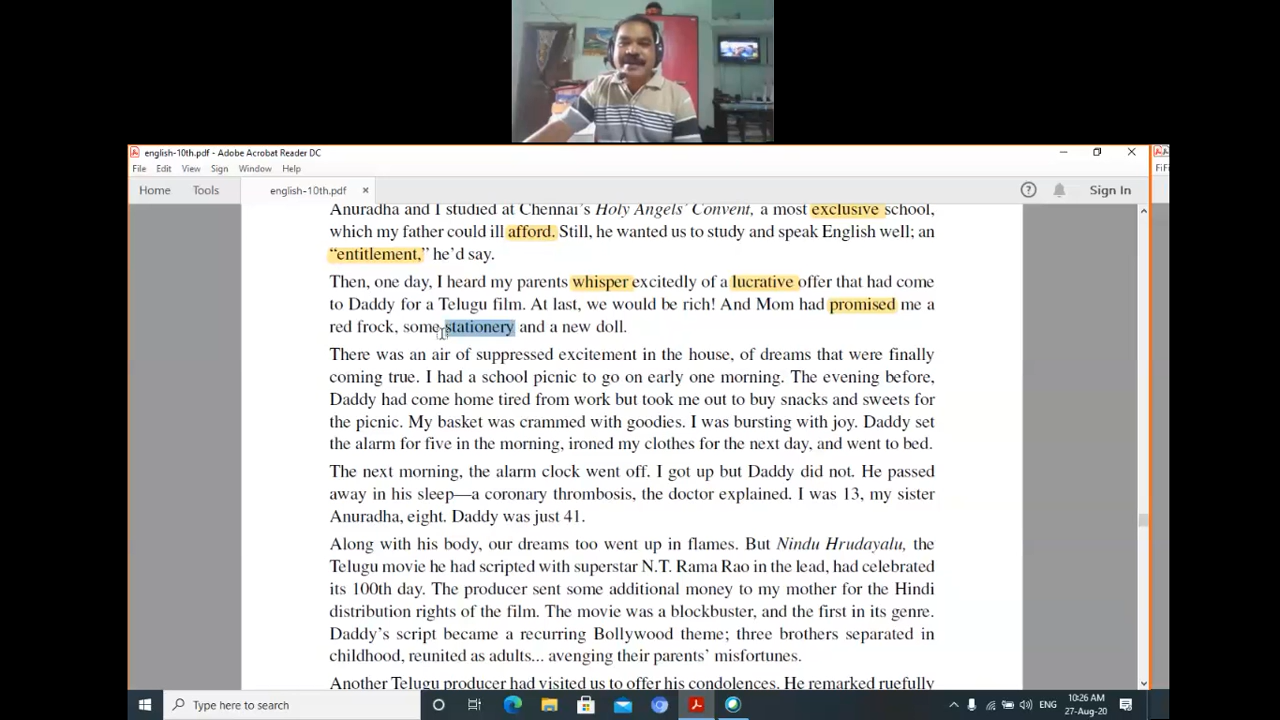 english-10th.pdf - Adobe Acrobat Reader DC
File Edit View Sign Window Help
Home Tools english-10th.pdf × Sign In
FiFi
Anuradha and I studied at Chennai's Holy Angels' Convent, a most exclusive school,
which my father could ill afford. Still, he wanted us to study and speak English well; an
“entitlement,” he'd say.
Then, one day, I heard my parents whisper excitedly of a lucrative offer that had come
to Daddy for a Telugu film. At last, we would be rich! And Mom had promised me a
red frock, some stationery and a new doll.
There was an air of suppressed excitement in the house, of dreams that were finally
coming true. I had a school picnic to go on early one morning. The evening before,
Daddy had come home tired from work but took me out to buy snacks and sweets for
the picnic. My basket was crammed with goodies. I was bursting with joy. Daddy set
the alarm for five in the morning, ironed my clothes for the next day, and went to bed.
The next morning, the alarm clock went off. I got up but Daddy did not. He passed
away in his sleep—a coronary thrombosis, the doctor explained. I was 13, my sister
Anuradha, eight. Daddy was just 41.
Along with his body, our dreams too went up in flames. But Nindu Hrudayalu, the
Telugu movie he had scripted with superstar N.T. Rama Rao in the lead, had celebrated
its 100th day. The producer sent some additional money to my mother for the Hindi
distribution rights of the film. The movie was a blockbuster, and the first in its genre.
Daddy's script became a recurring Bollywood theme; three brothers separated in
childhood, reunited as adults... avenging their parents' misfortunes.
Another Telugu producer had visited us to offer his condolences. He remarked ruefully
Type here to search
ENG
10:26 AM
27-Aug-20